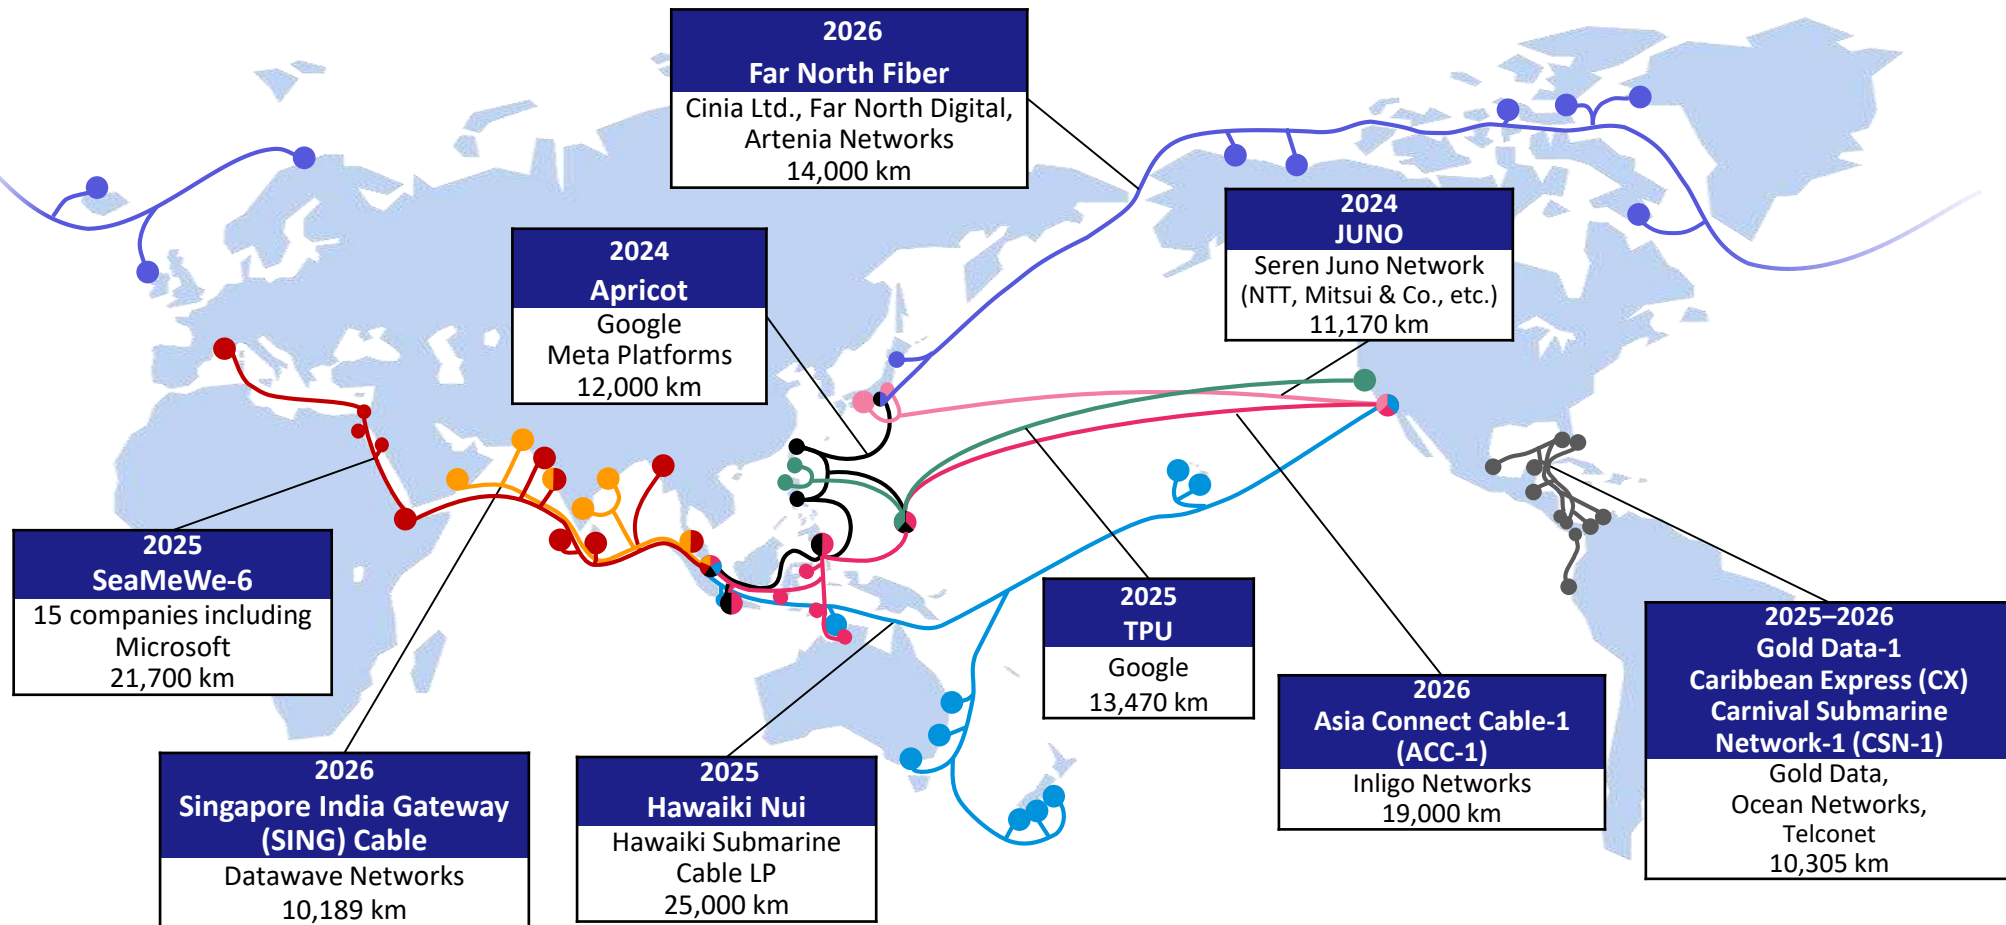 2026
Far North Fiber
Cinia Ltd., Far North Digital,
Artenia Networks
14,000 km
2024
JUNO
Seren Juno Network
(NTT, Mitsui & Co., etc.)
11,170 km
2024
Apricot
Google
Meta Platforms
12,000 km
2025
SeaMeWe-6
15 companies including
Microsoft
21,700 km
2025
TPU
Google
13,470 km
2025–2026
Gold Data-1
Caribbean Express (CX)
Carnival Submarine
Network-1 (CSN-1)
Gold Data,
Ocean Networks,
Telconet
10,305 km
2026
Asia Connect Cable-1
(ACC-1)
Inligo Networks
19,000 km
2026
Singapore India Gateway
(SING) Cable
Datawave Networks
10,189 km
2025
Hawaiki Nui
Hawaiki Submarine
Cable LP
25,000 km